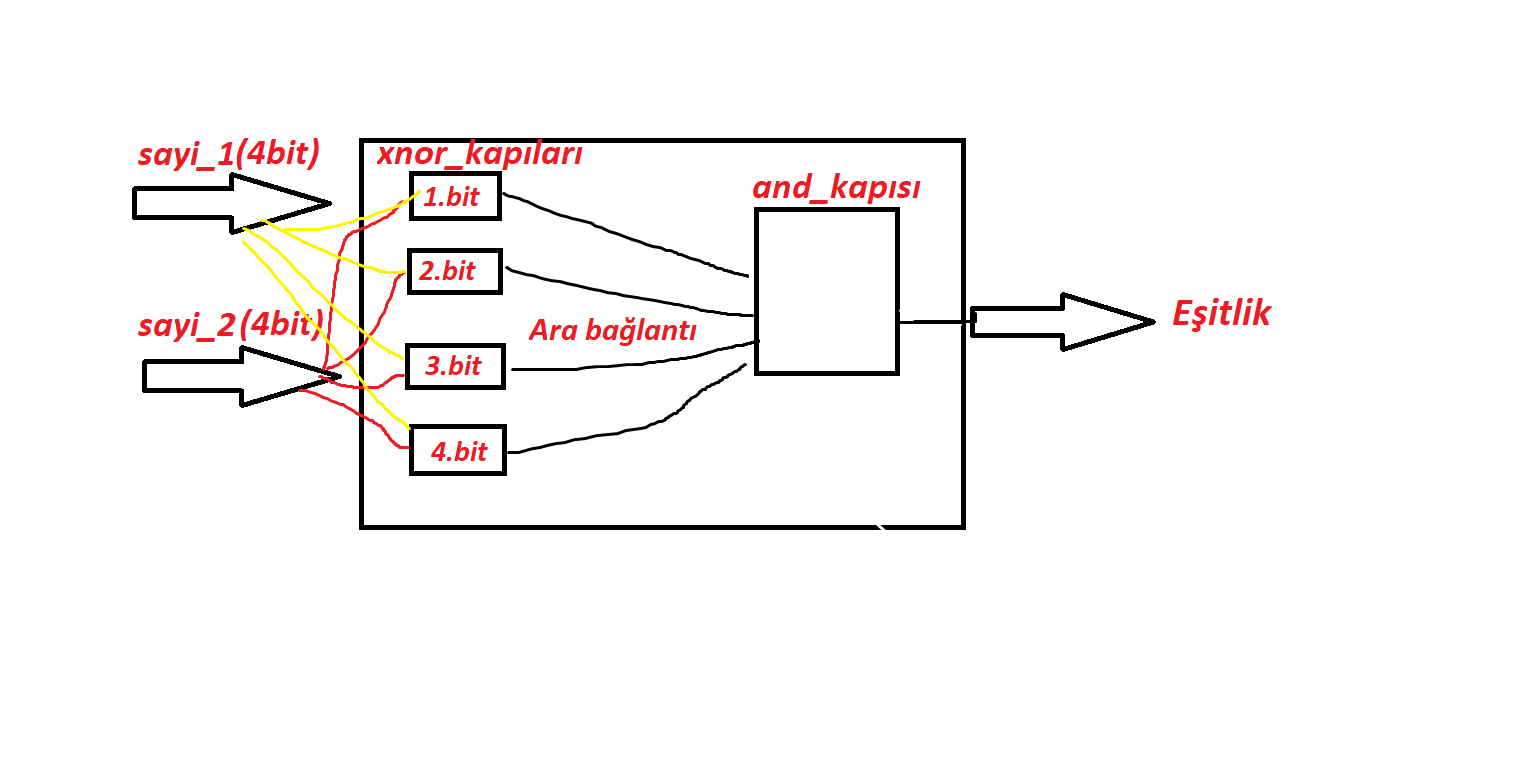 sayi_1(4bit)
xnor_kapıları
1.bit
and_kapısı
2.bit
sayi_2(4bit)
Ara bağlantı
Eşitlik
3.bit
4.bit